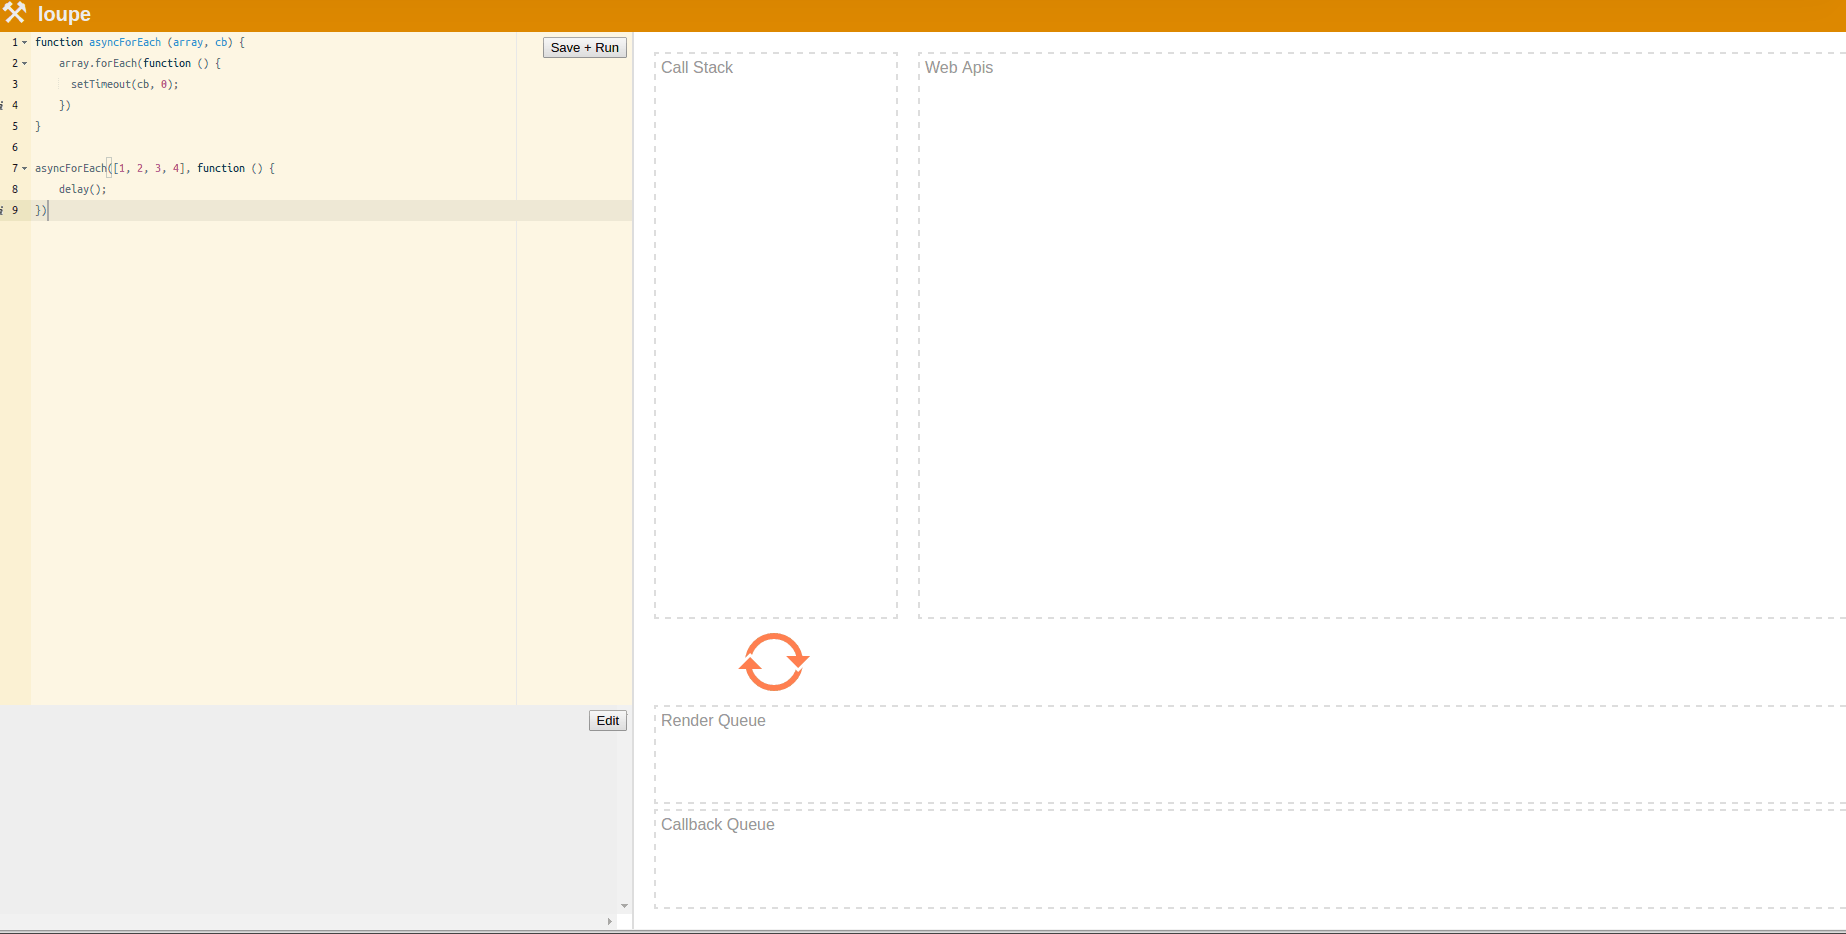 loupe
1 function asyncForEach (array, cb) {
2     array.forEach(function () {
3       setTimeout(cb, 0);
4     })
5 }
6
7 asyncForEach([1, 2, 3, 4], function () {
8     delay();
9 })
Save + Run
Edit
Call Stack
Web Apis
Render Queue
Callback Queue